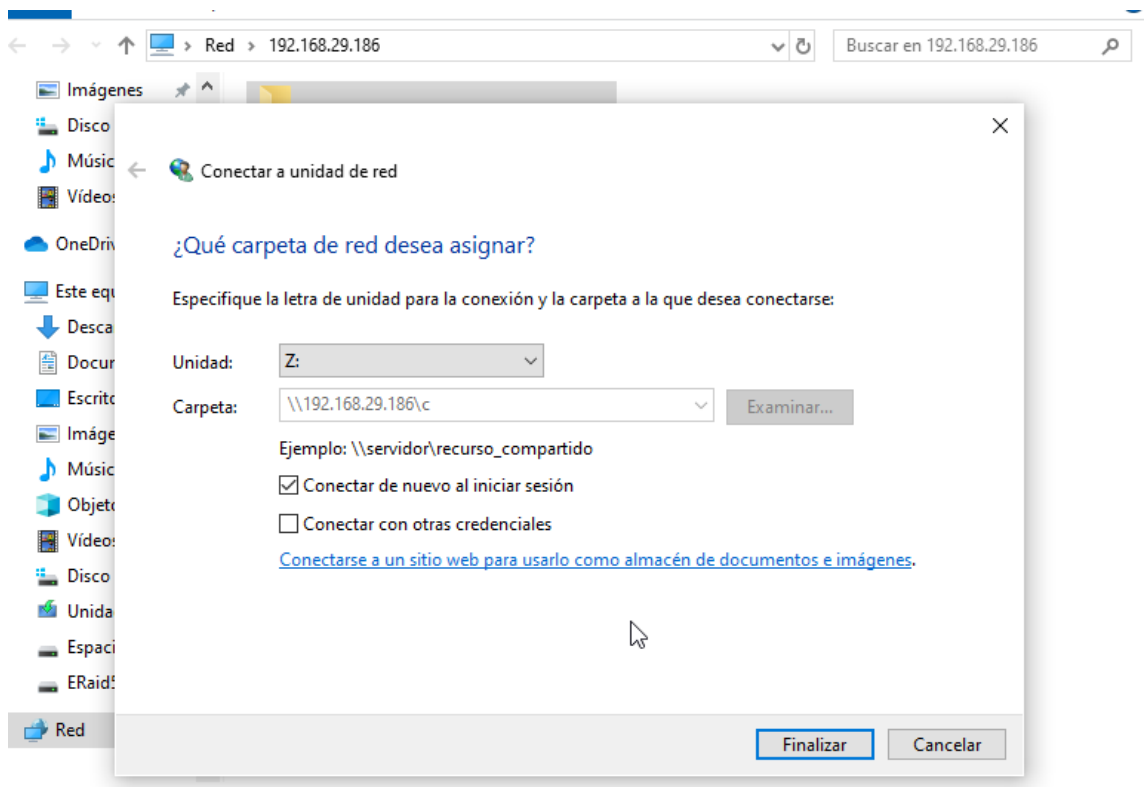 Red > 192.168.29.186
Buscar en 192.168.29.186
Imágenes
Disco
Músic
Vídeos
OneDriv
Este equ
Desca
Docur
Escrito
Imáge
Músic
Objeto
Vídeos
Disco
Unida
Espaci
ERaid5
Red
Conectar a unidad de red
¿Qué carpeta de red desea asignar?
Especifique la letra de unidad para la conexión y la carpeta a la que desea conectarse:
Unidad: Z:
Carpeta: \\192.168.29.186\c Examinar...
Ejemplo: \\servidor\recurso_compartido
Conectar de nuevo al iniciar sesión
Conectar con otras credenciales
Conectarse a un sitio web para usarlo como almacén de documentos e imágenes.
Finalizar Cancelar